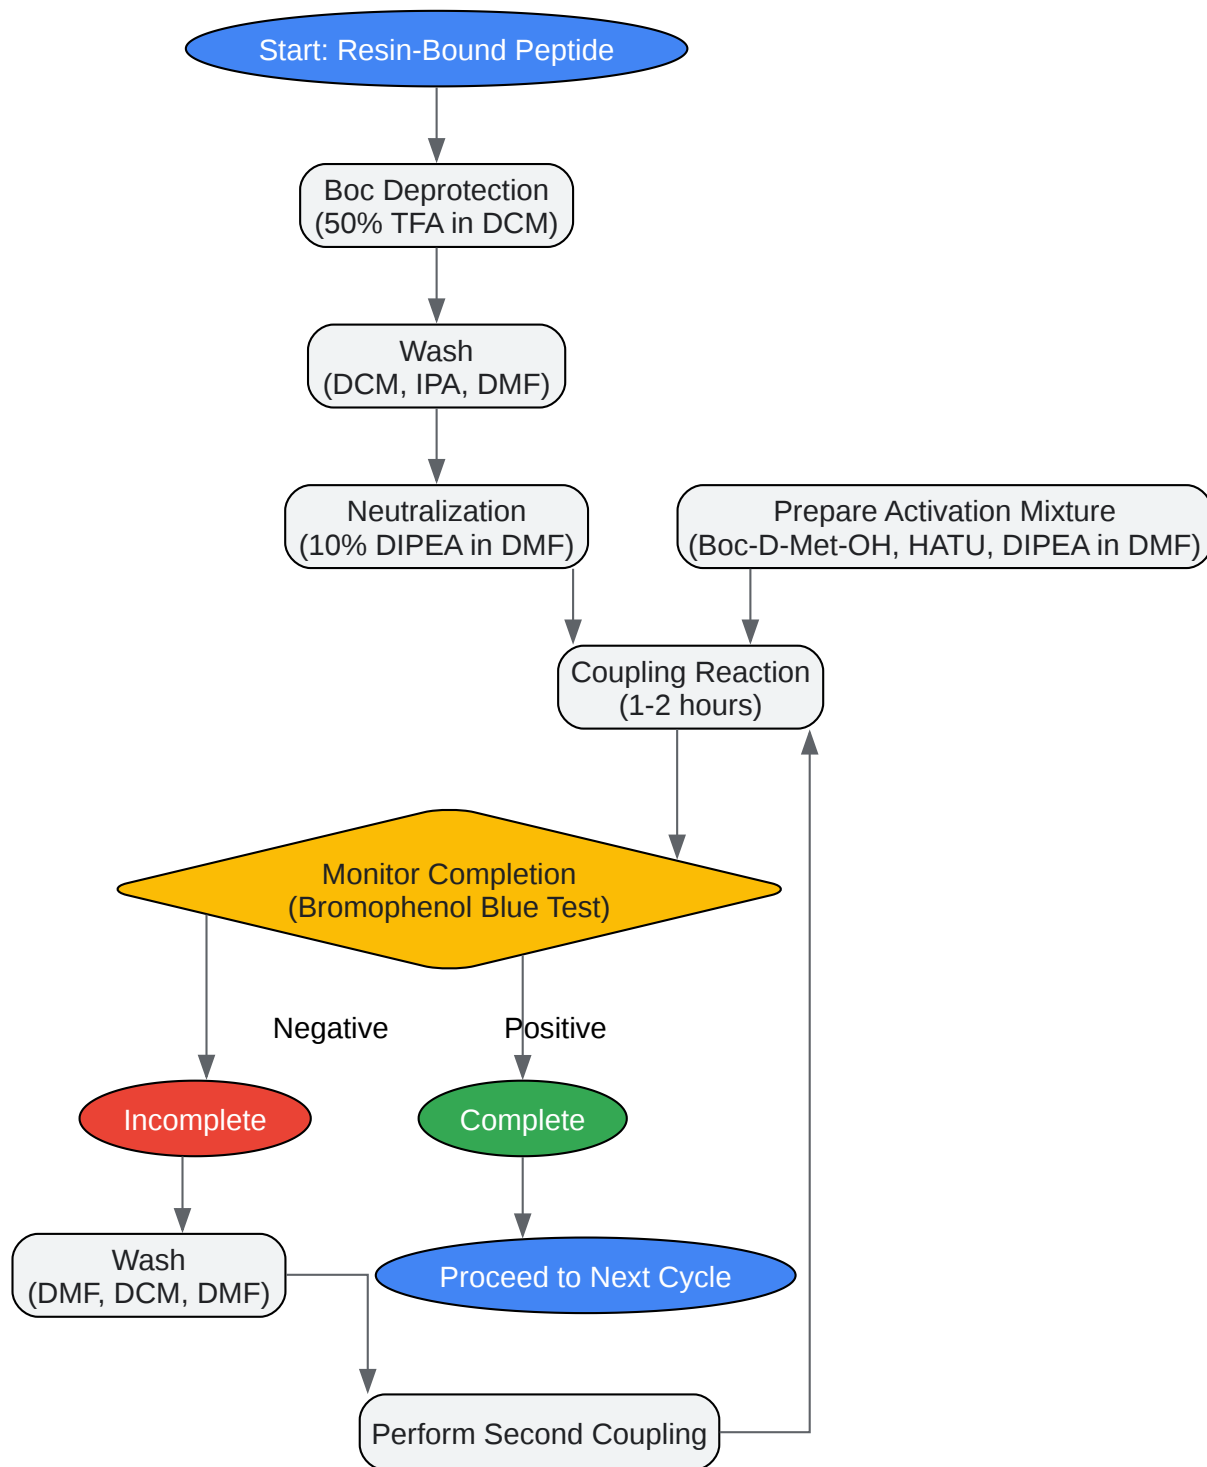 Start: Resin-Bound Peptide
Boc Deprotection
(50% TFA in DCM)
Wash
(DCM, IPA, DMF)
Neutralization
(10% DIPEA in DMF)
Prepare Activation Mixture
(Boc-D-Met-OH, HATU, DIPEA in DMF)
Coupling Reaction
(1-2 hours)
Monitor Completion
(Bromophenol Blue Test)
Negative
Positive
Incomplete
Complete
Wash
(DMF, DCM, DMF)
Proceed to Next Cycle
Perform Second Coupling